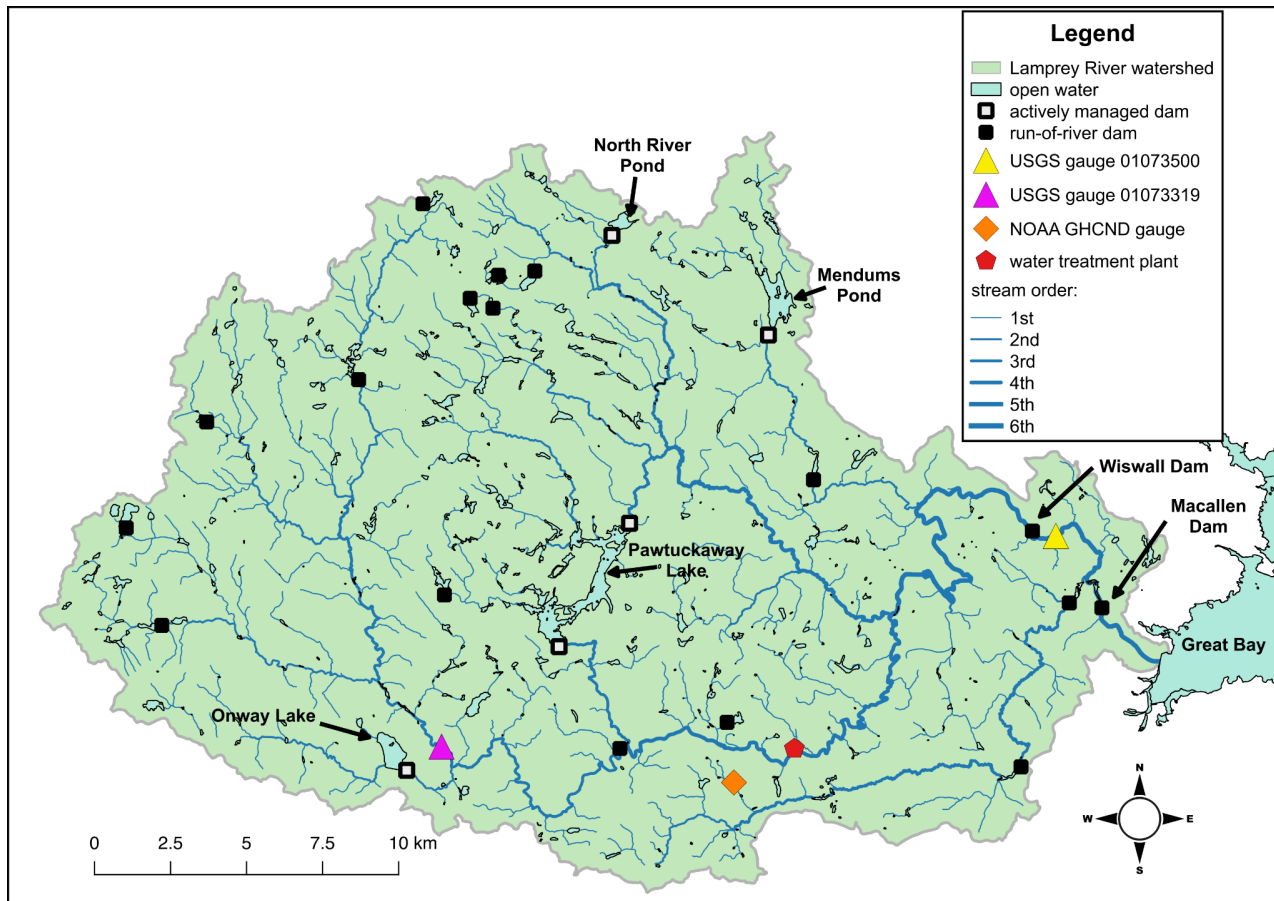 Legend
Lamprey River watershed
open water
actively managed dam
run-of-river dam
USGS gauge 01073500
USGS gauge 01073319
NOAA GHCND gauge
water treatment plant
stream order:
1st
2nd
3rd
4th
5th
6th
North River
Pond
Mendums
Pond
Wiswall Dam
Macallen
Dam
Pawtuckaway
Lake
Great Bay
Onway Lake
0
2.5
5
7.5
10 km
N
W
E
S